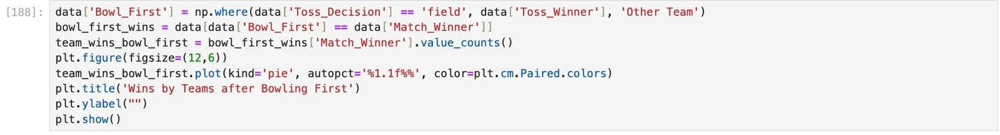 [188]: data['Bowl_First'] = np.where(data['Toss_Decision'] == 'field', data['Toss_Winner'], 'Other Team')
bowl_first_wins = data[data['Bowl_First'] == data['Match_Winner']]
team_wins_bowl_first = bowl_first_wins['Match_Winner'].value_counts()
plt.figure(figsize=(12,6))
team_wins_bowl_first.plot(kind='pie', autopct='%1.1f%%', color=plt.cm.Paired.colors)
plt.title('Wins by Teams after Bowling First')
plt.ylabel("")
plt.show()